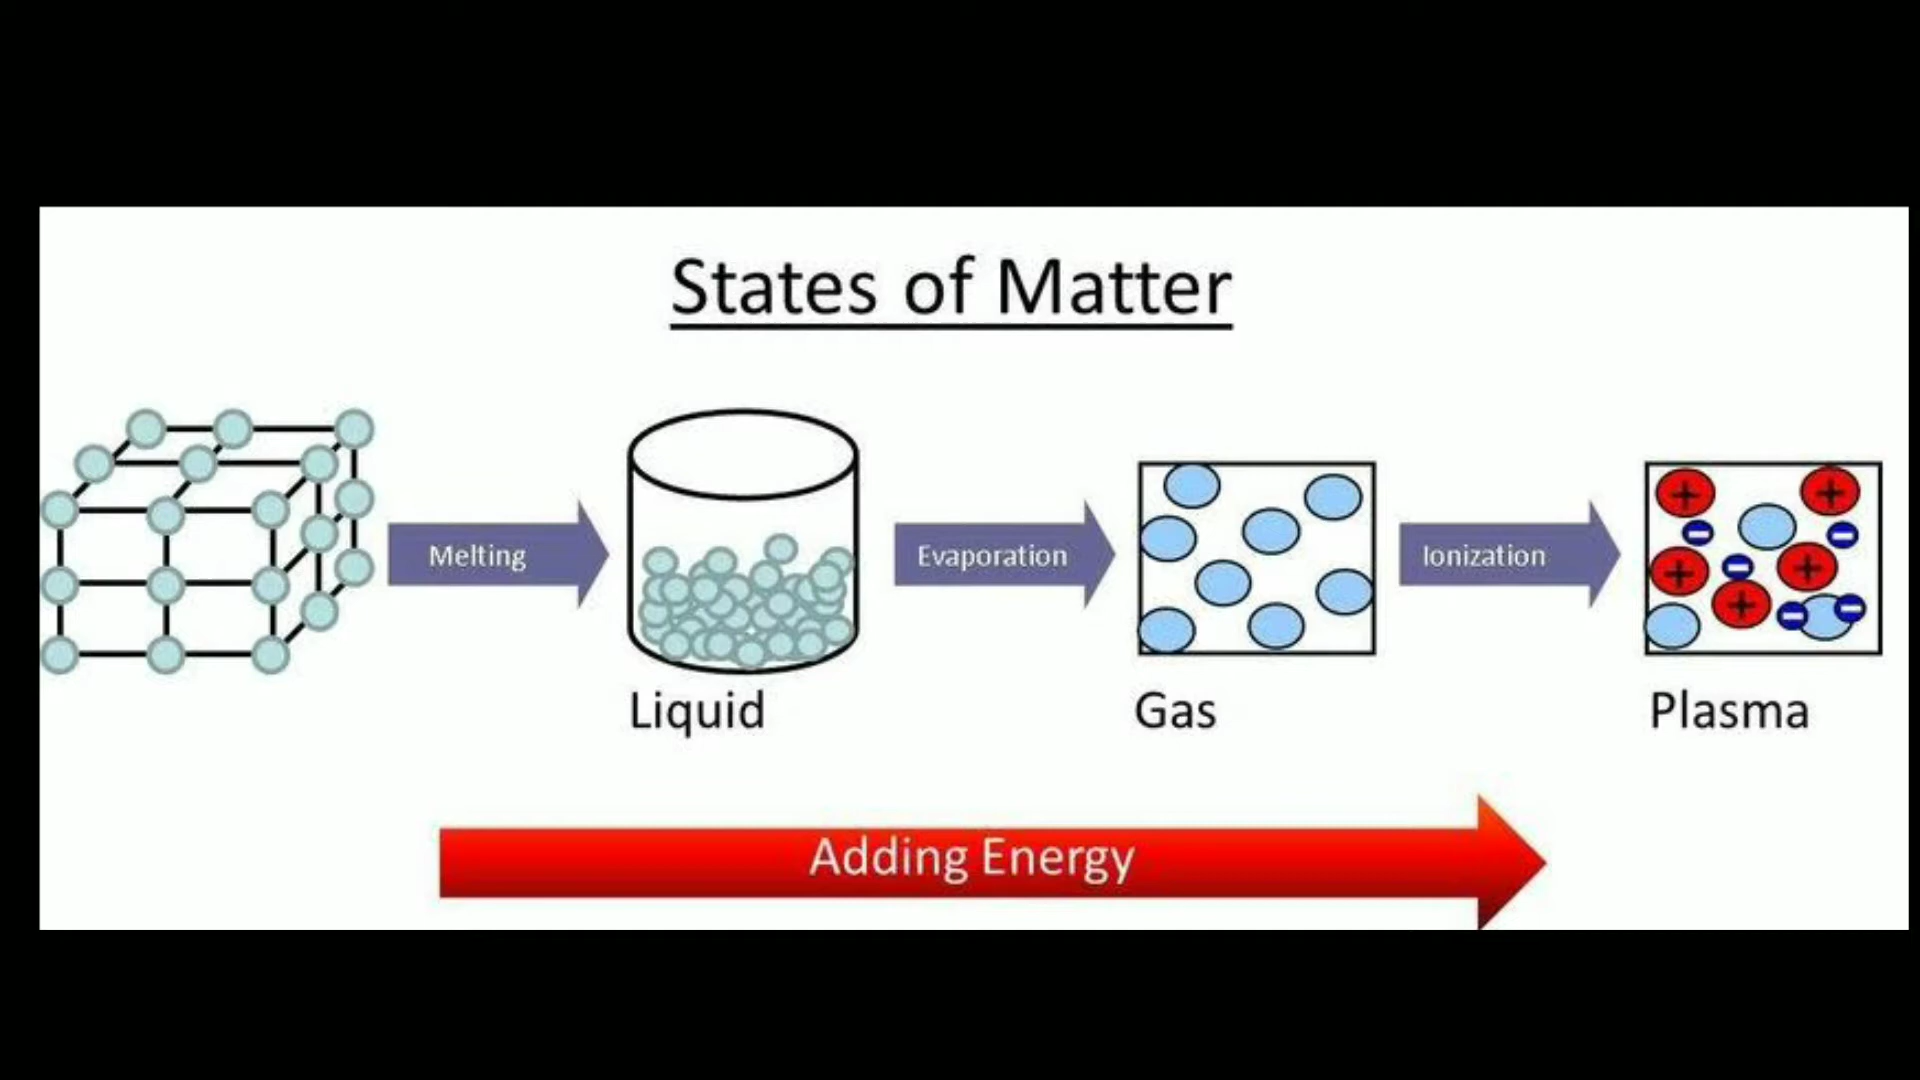 States of Matter
Melting
Evaporation
Ionization
+
+
+
+
+
Liquid
Gas
Plasma
Adding Energy